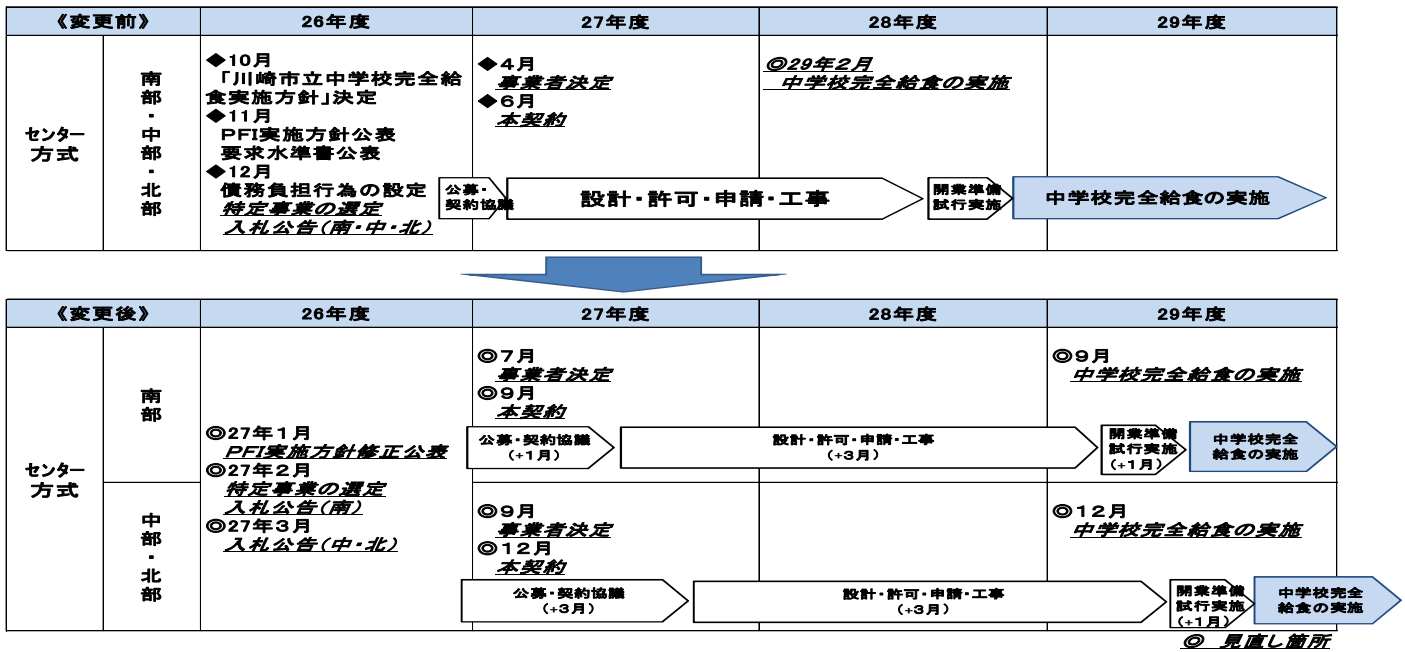 《変更前》 26年度 27年度 28年度 29年度
センター
方式
南部・中部・北部
◆10月
「川崎市立中学校完全給
食実施方針」決定
◆11月
PFI実施方針公表
要求水準書公表
◆12月
債務負担行為の設定
特定事業の選定
入札公告(南・中・北)
◆4月
事業者決定
◆6月
本契約
◎29年2月
中学校完全給食の実施
公募・
契約協議
設計・許可・申請・工事
開業準備
試行実施
中学校完全給食の実施
《変更後》 26年度 27年度 28年度 29年度
センター
方式
南部
◎27年1月
PFI実施方針修正公表
◎27年2月
特定事業の選定
入札公告(南)
◎27年3月
入札公告(中・北)
◎7月
事業者決定
◎9月
本契約
◎9月
中学校完全給食の実施
公募・契約協議
(+1月)
設計・許可・申請・工事
(+3月)
開業準備
試行実施
(+1月)
中学校完全
給食の実施
中部・北部
◎9月
事業者決定
◎12月
本契約
◎12月
中学校完全給食の実施
公募・契約協議
(+3月)
設計・許可・申請・工事
(+3月)
開業準備
試行実施
(+1月)
中学校完全
給食の実施
◎ 見直し箇所